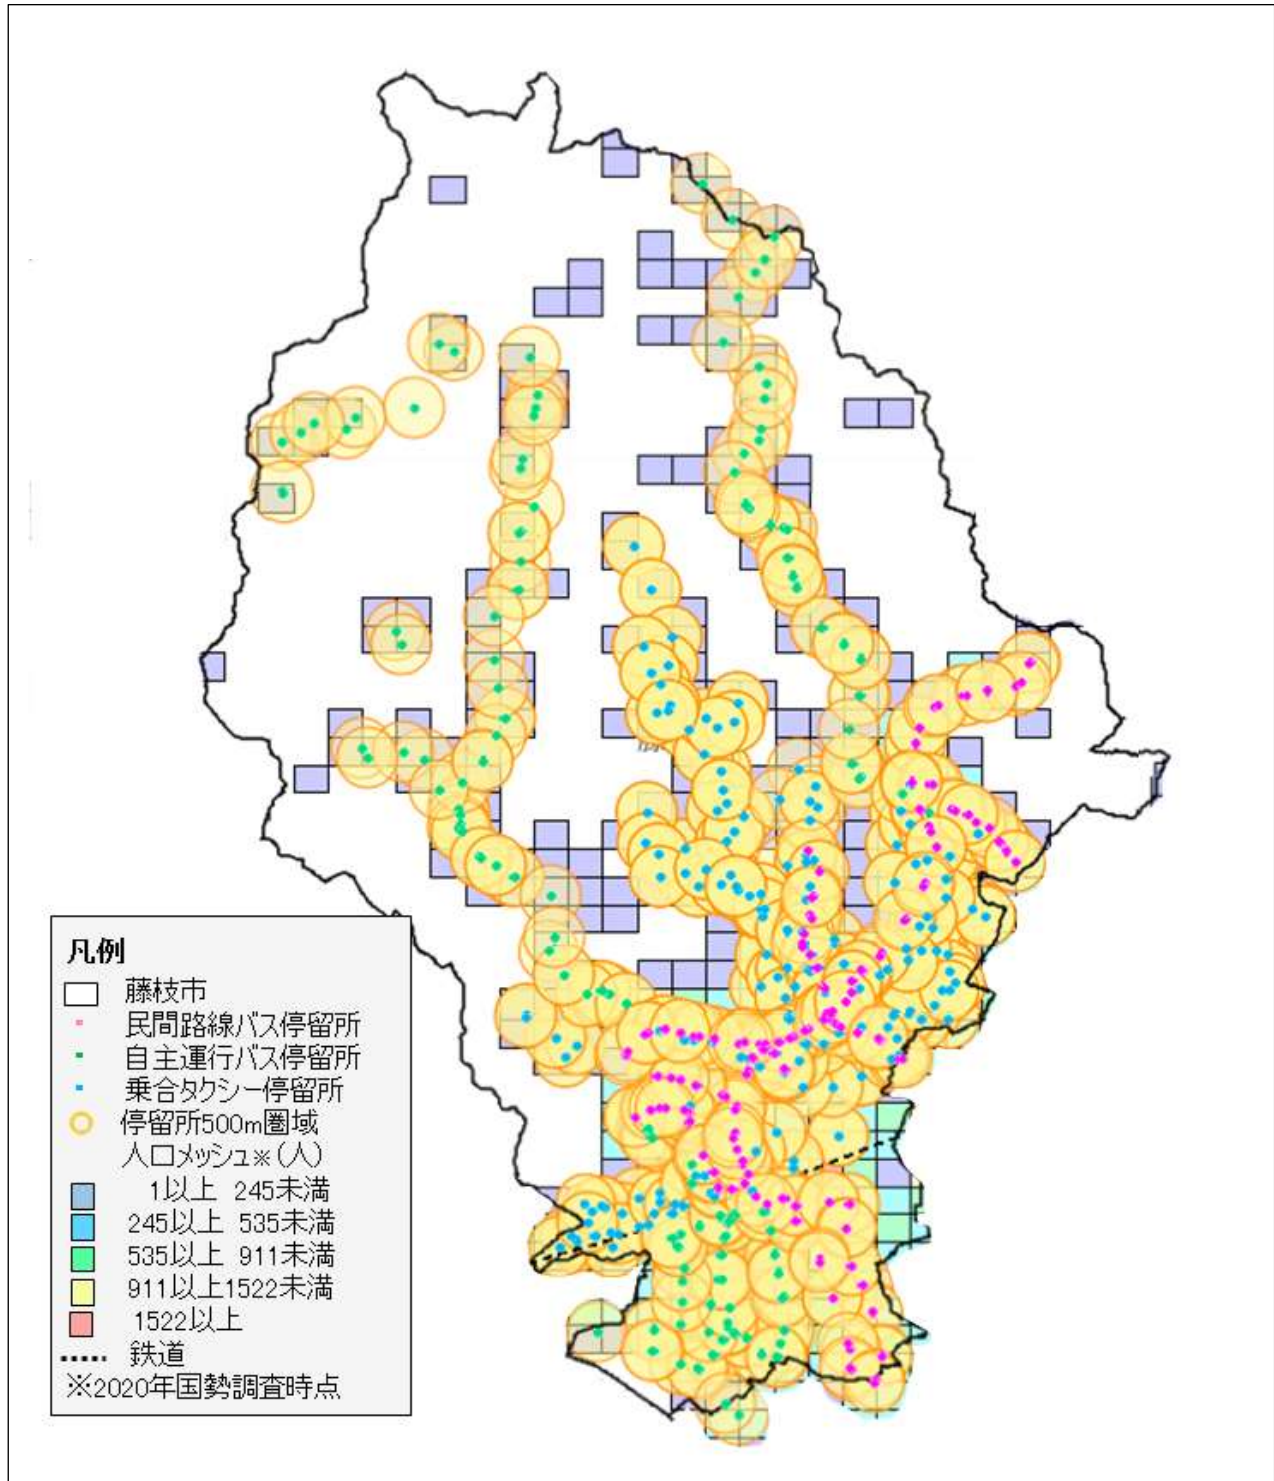 凡例
藤枝市
民間路線バス停留所
自主運行バス停留所
乗合タクシー停留所
停留所500m圏域
人口メッシュ※(人)
1以上 245未満
245以上 535未満
535以上 911未満
911以上1522未満
1522以上
鉄道
※2020年国勢調査時点